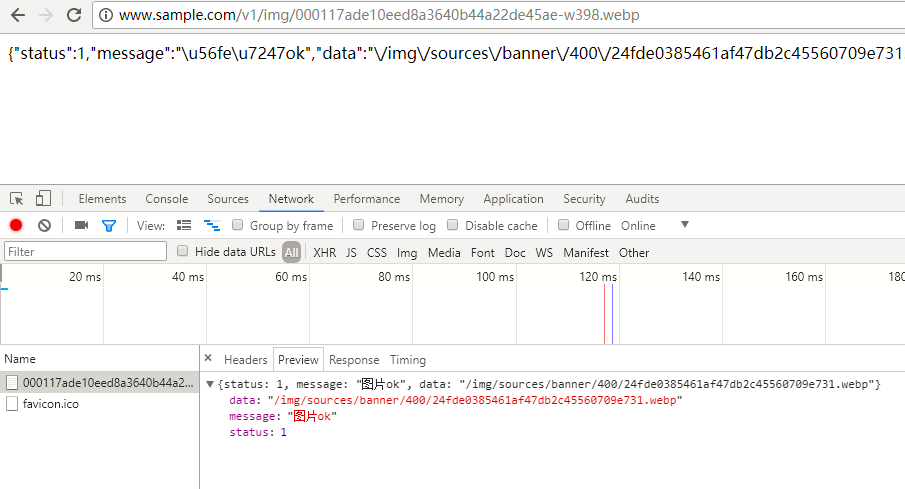 www.sample.com/v1/img/000117ade10eed8a3640b44a22de45ae-w398.webp
{"status":1,"message":"\u56fe\u7247ok","data":"\/img\/sources\/banner\/400\/24fde0385461af47db2c45560709e731.
Elements Console Sources Network Performance Memory Application Security Audits
View: Group by frame Preserve log Disable cache Offline Online
Filter Hide data URLs All XHR JS CSS Img Media Font Doc WS Manifest Other
20 ms 40 ms 60 ms 80 ms 100 ms 120 ms 140 ms 160 ms 180
Name × Headers Preview Response Timing
000117ade10eed8a3640b44a2...
favicon.ico
{status: 1, message: "图片ok", data: "/img/sources/banner/400/24fde0385461af47db2c45560709e731.webp"}
data: "/img/sources/banner/400/24fde0385461af47db2c45560709e731.webp"
message: "图片ok"
status: 1